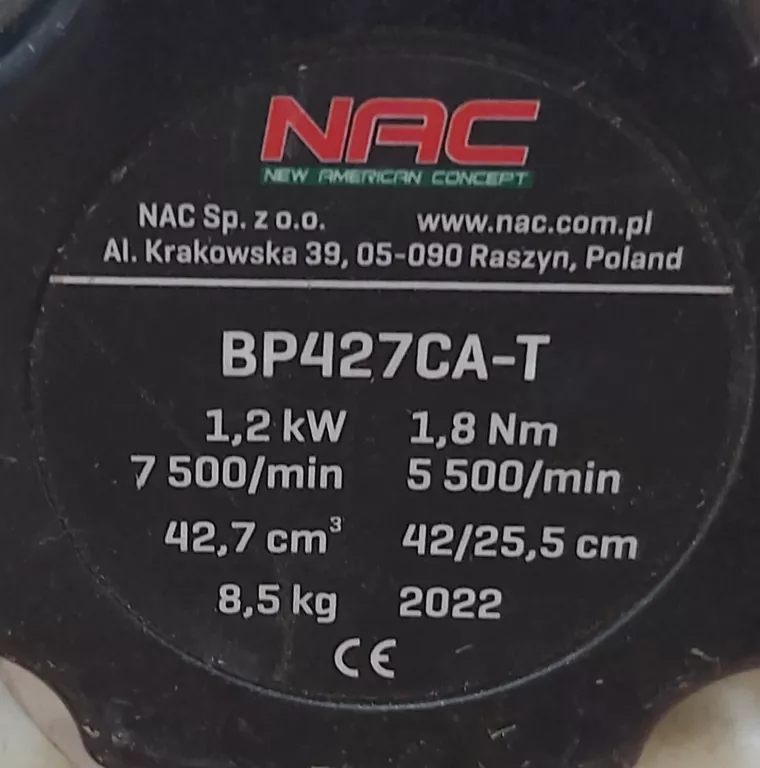 NAC
NEW AMERICAN CONCEPT
NAC Sp. z o.o. www.nac.com.pl
Al. Krakowska 39, 05-090 Raszyn, Poland
BP427CA-T
1,2 kW 1,8 Nm
7 500/min 5 500/min
42,7 cm³ 42/25,5 cm
8,5 kg 2022
CE